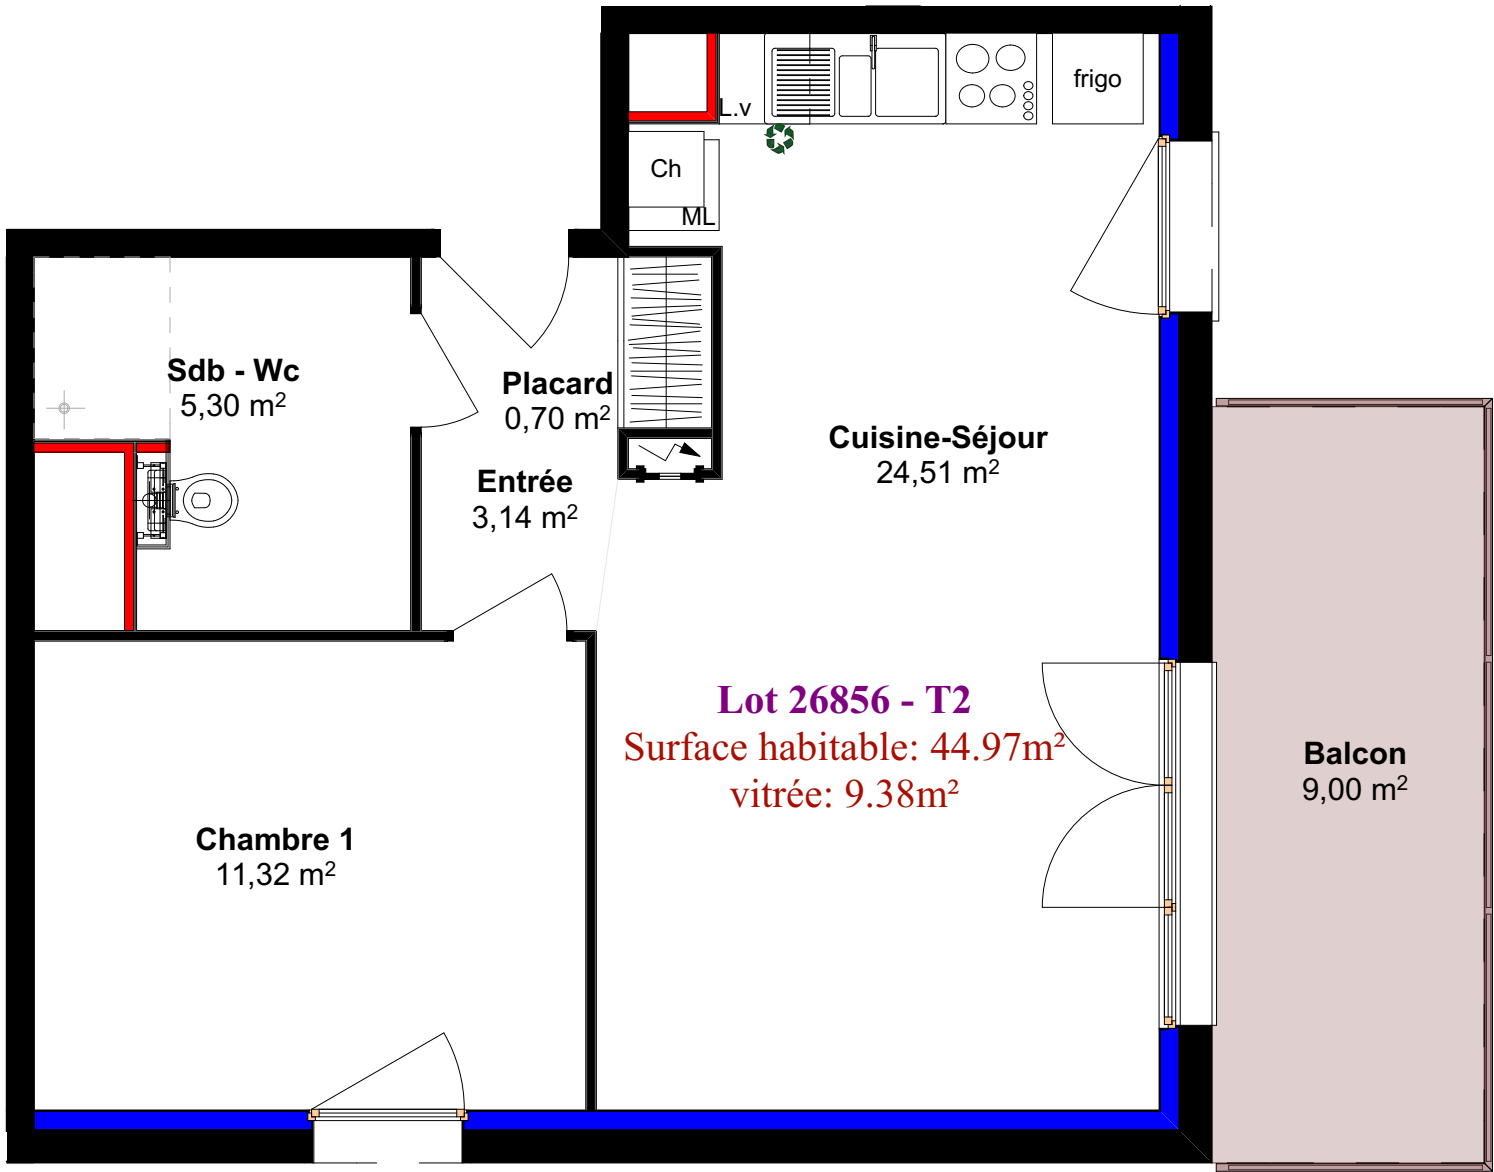 frigo
L.v
Ch
ML
Sdb - Wc
5,30 m²
Placard
0,70 m²
Entrée
3,14 m²
Cuisine-Séjour
24,51 m²
Lot 26856 - T2
Surface habitable: 44.97m²
vitrée: 9.38m²
Balcon
9,00 m²
Chambre 1
11,32 m²